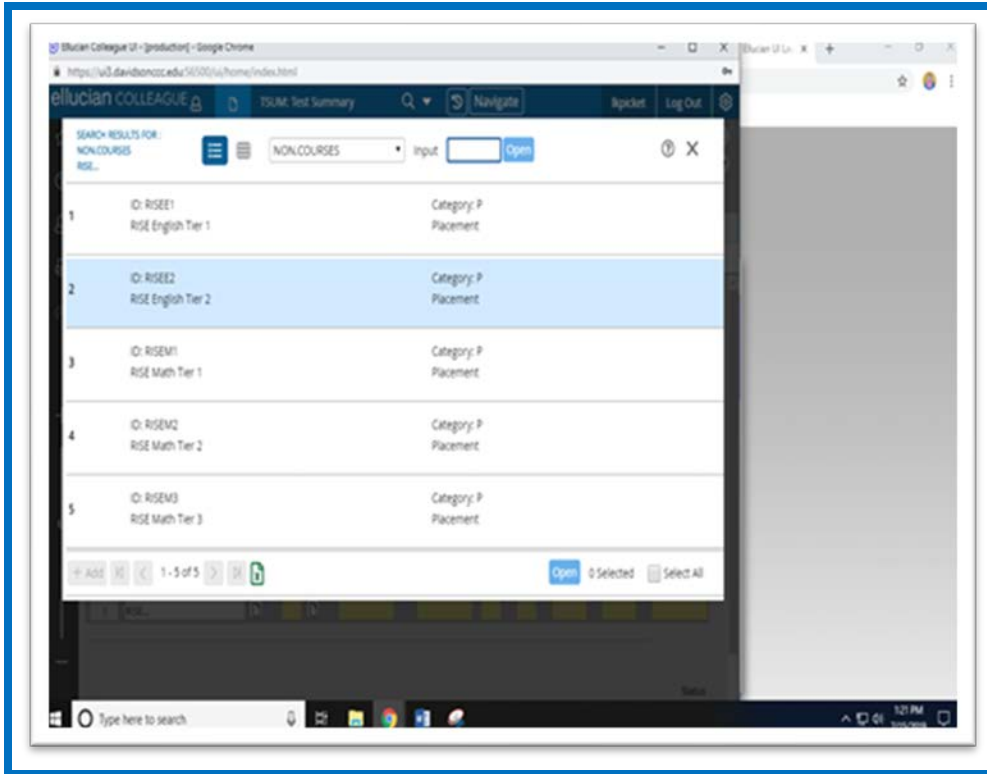 Ellucian Colleague UI - [production] - Google Chrome
https://ui3.davidsonccc.edu:56500/ui/home/index.html
ellucian COLLEAGUE TSUM: Test Summary Navigate Log Out
SEARCH RESULTS FOR :
NON.COURSES
RISE...
NON.COURSES Input Open
1
ID: RISEE1 Category: P
RISE English Tier 1 Placement
2
ID: RISEE2 Category: P
RISE English Tier 2 Placement
3
ID: RISEM1 Category: P
RISE Math Tier 1 Placement
4
ID: RISEM2 Category: P
RISE Math Tier 2 Placement
5
ID: RISEM3 Category: P
RISE Math Tier 3 Placement
+ Add 1 - 5 of 5 Open 0 Selected Select All
1 RISE...
Type here to search
1:21 PM